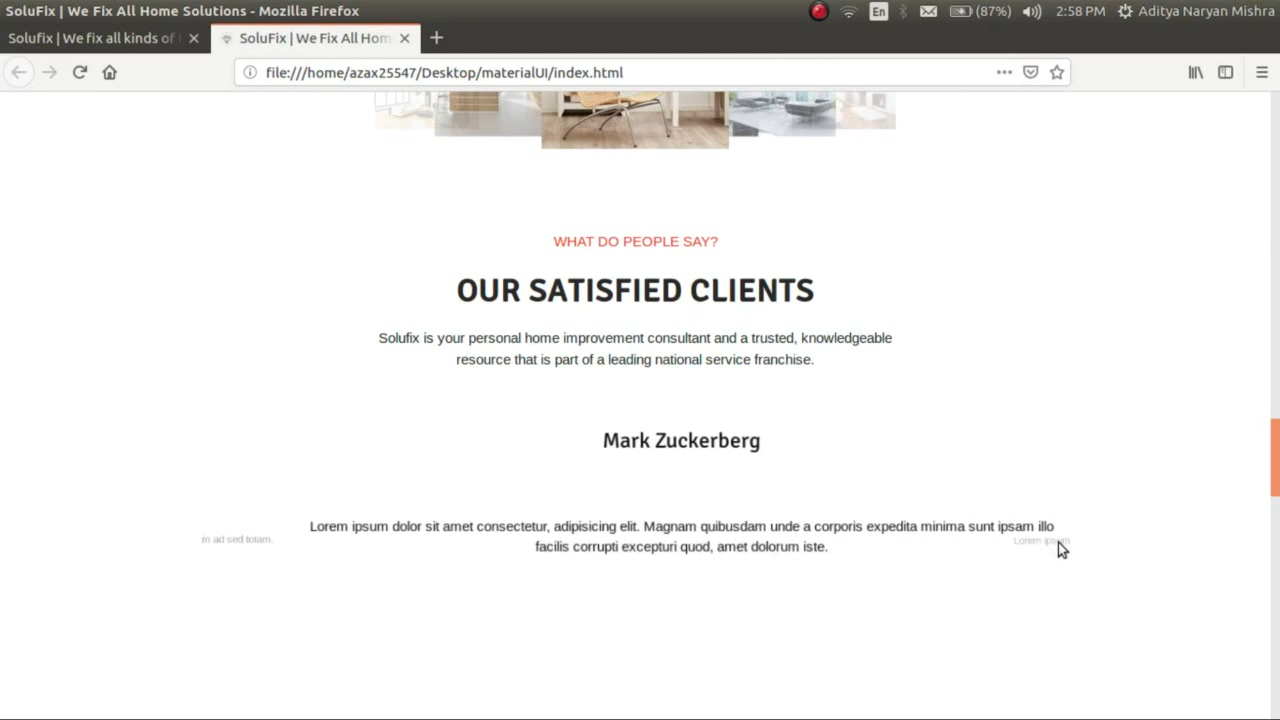 SoluFix | We Fix All Home Solutions - Mozilla Firefox
En
(87%)
2:58 PM
Aditya Naryan Mishra
Solufix | We fix all kinds of
SoluFix | We Fix All Hom
file:///home/azax25547/Desktop/materialUI/index.html
WHAT DO PEOPLE SAY?
OUR SATISFIED CLIENTS
Solufix is your personal home improvement consultant and a trusted, knowledgeable
resource that is part of a leading national service franchise.
Mark Zuckerberg
Lorem ipsum dolor sit amet consectetur, adipisicing elit. Magnam quibusdam unde a corporis expedita minima sunt ipsam illo
facilis corrupti excepturi quod, amet dolorum iste.
m ad sed totam.
Lorem ipsum